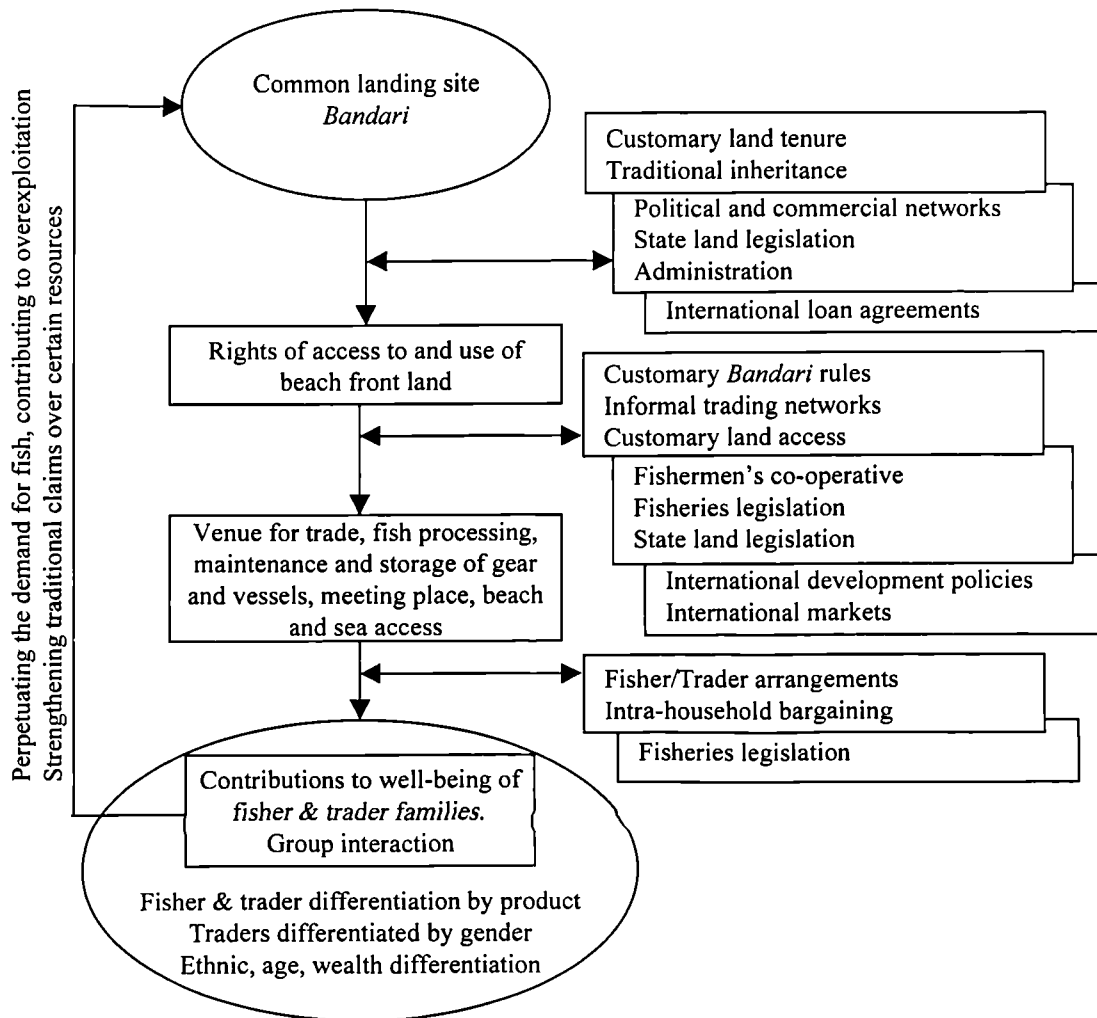 Common landing site
Bandari
Customary land tenure
Traditional inheritance
Political and commercial networks
State land legislation
Administration
International loan agreements
Rights of access to and use of
beach front land
Customary Bandari rules
Informal trading networks
Customary land access
Fishermen's co-operative
Fisheries legislation
State land legislation
International development policies
International markets
Venue for trade, fish processing,
maintenance and storage of gear
and vessels, meeting place, beach
and sea access
Fisher/Trader arrangements
Intra-household bargaining
Fisheries legislation
Contributions to well-being of
fisher & trader families.
Group interaction
Fisher & trader differentiation by product
Traders differentiated by gender
Ethnic, age, wealth differentiation
Perpetuating the demand for fish, contributing to overexploitation
Strengthening traditional claims over certain resources